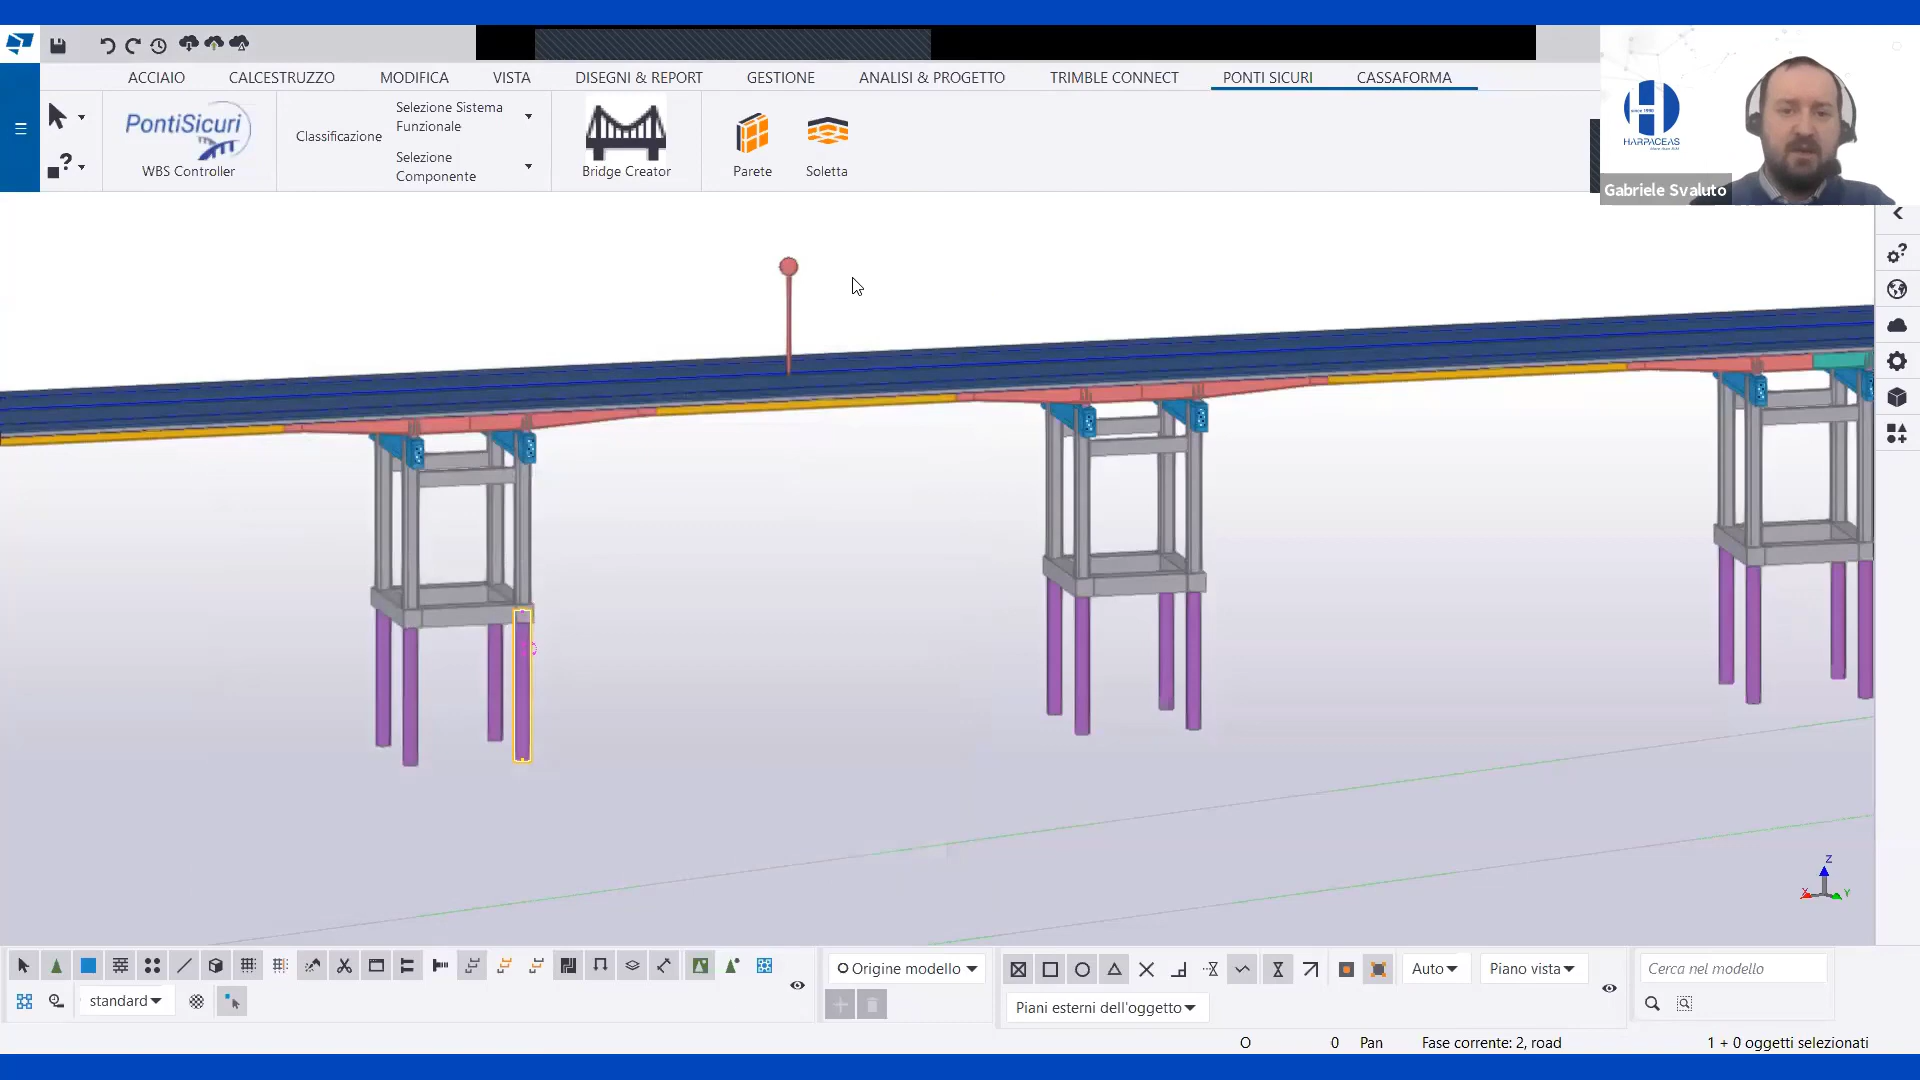 ACCIAIO
CALCESTRUZZO
MODIFICA
VISTA
DISEGNI & REPORT
GESTIONE
ANALISI & PROGETTO
TRIMBLE CONNECT
PONTI SICURI
CASSAFORMA
PontiSicuri
WBS Controller
Classificazione
Selezione Sistema
Funzionale
Selezione
Componente
Bridge Creator
Parete
Soletta
HARPACEAS
Gabriele Svaluto
Z
X
Y
standard
Origine modello
Auto
Piano vista
Piani esterni dell'oggetto
Cerca nel modello
O
0
Pan
Fase corrente: 2, road
1 + 0 oggetti selezionati